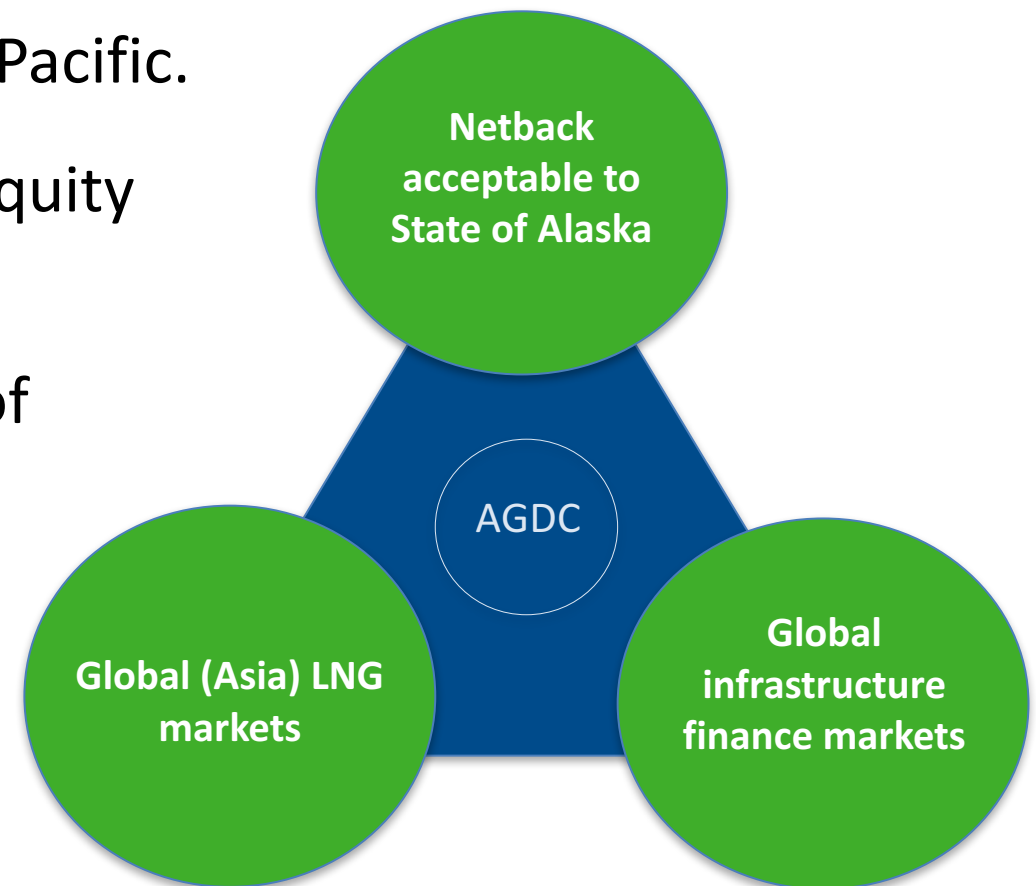 Pacific.
quity
of
Netback
acceptable to
State of Alaska
AGDC
Global (Asia) LNG
markets
Global
infrastructure
finance markets